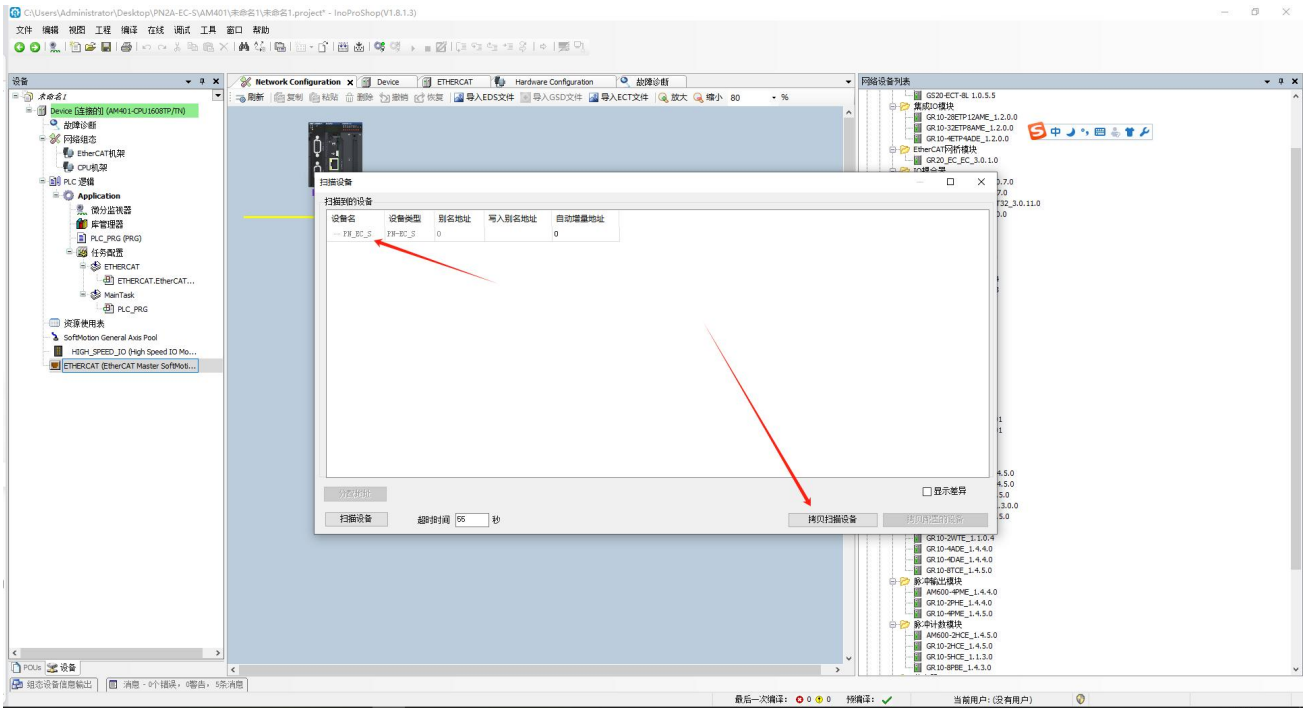 C:\Users\Administrator\Desktop\PN2A-EC-S\AM401\未命名1\未命名1.project* - InoProShop(V1.8.1.3)
文件 编辑 视图 工程 编译 在线 调试 工具 窗口 帮助
设备
未命名1
Device [连接的] (AM401-CPU1608TP/TN)
故障诊断
网络组态
EtherCAT机架
CPU机架
PLC 逻辑
Application
微分监视器
库管理器
PLC_PRG (PRG)
任务配置
ETHERCAT
ETHERCAT.EtherCAT...
MainTask
PLC_PRG
资源使用表
SoftMotion General Axis Pool
HIGH_SPEED_IO (High Speed IO Mo...
ETHERCAT (EtherCAT Master SoftMoti...
POUs 设备
Network Configuration Device ETHERCAT Hardware Configuration 故障诊断
刷新 复制 粘贴 删除 撤销 恢复 导入EDS文件 导入GSD文件 导入ECT文件 放大 缩小 80 %
扫描设备
扫描到的设备
设备名 设备类型 别名地址 写入别名地址 自动增量地址
PN_EC_S PN-EC_S 0 0
显示差异
扫描设备 超时时间 55 秒 拷贝扫描设备
网络设备列表
GS20-ECT-8L 1.0.5.5
集成IO模块
GR10-28ETP12AME_1.2.0.0
GR10-32ETP8AME_1.2.0.0
GR10-4ETP4ADE_1.2.0.0
EtherCAT网桥模块
GR20_EC_EC_3.0.1.0
中
.7.0
7.0
T32_3.0.11.0
4.5.0
4.5.0
.5.0
.3.0.0
5.0
GR10-2WTE_1.1.0.4
GR10-4ADE_1.4.4.0
GR10-4DAE_1.4.4.0
GR10-8TCE_1.4.5.0
脉冲输出模块
AM600-4PME_1.4.4.0
GR10-2PHE_1.4.4.0
GR10-4PME_1.4.5.0
脉冲计数模块
AM600-2HCE_1.4.5.0
GR10-2HCE_1.4.5.0
GR10-5HCE_1.1.3.0
GR10-8PBE_1.4.3.0
组态设备信息输出 消息 - 0个错误, 0警告, 5条消息
最后一次编译: 0 0 预编译: 当前用户: (没有用户)